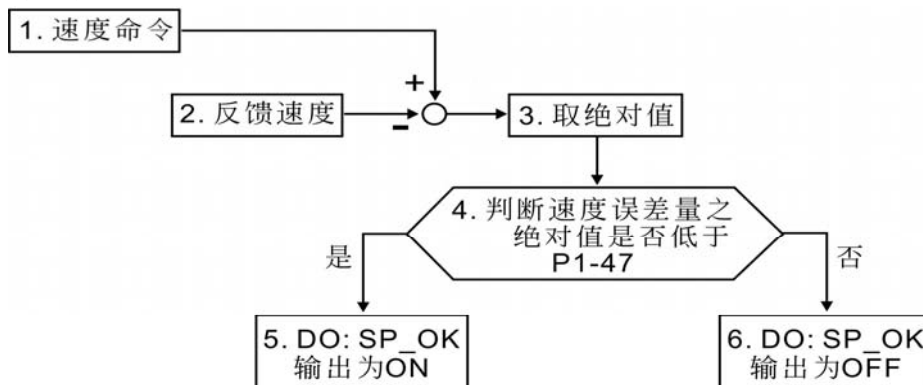 1. 速度命令
+
2. 反馈速度
-
3. 取绝对值
4. 判断速度误差量之
绝对值是否低于
P1-47
是
否
5. DO: SP_OK
输出为ON
6. DO: SP_OK
输出为OFF